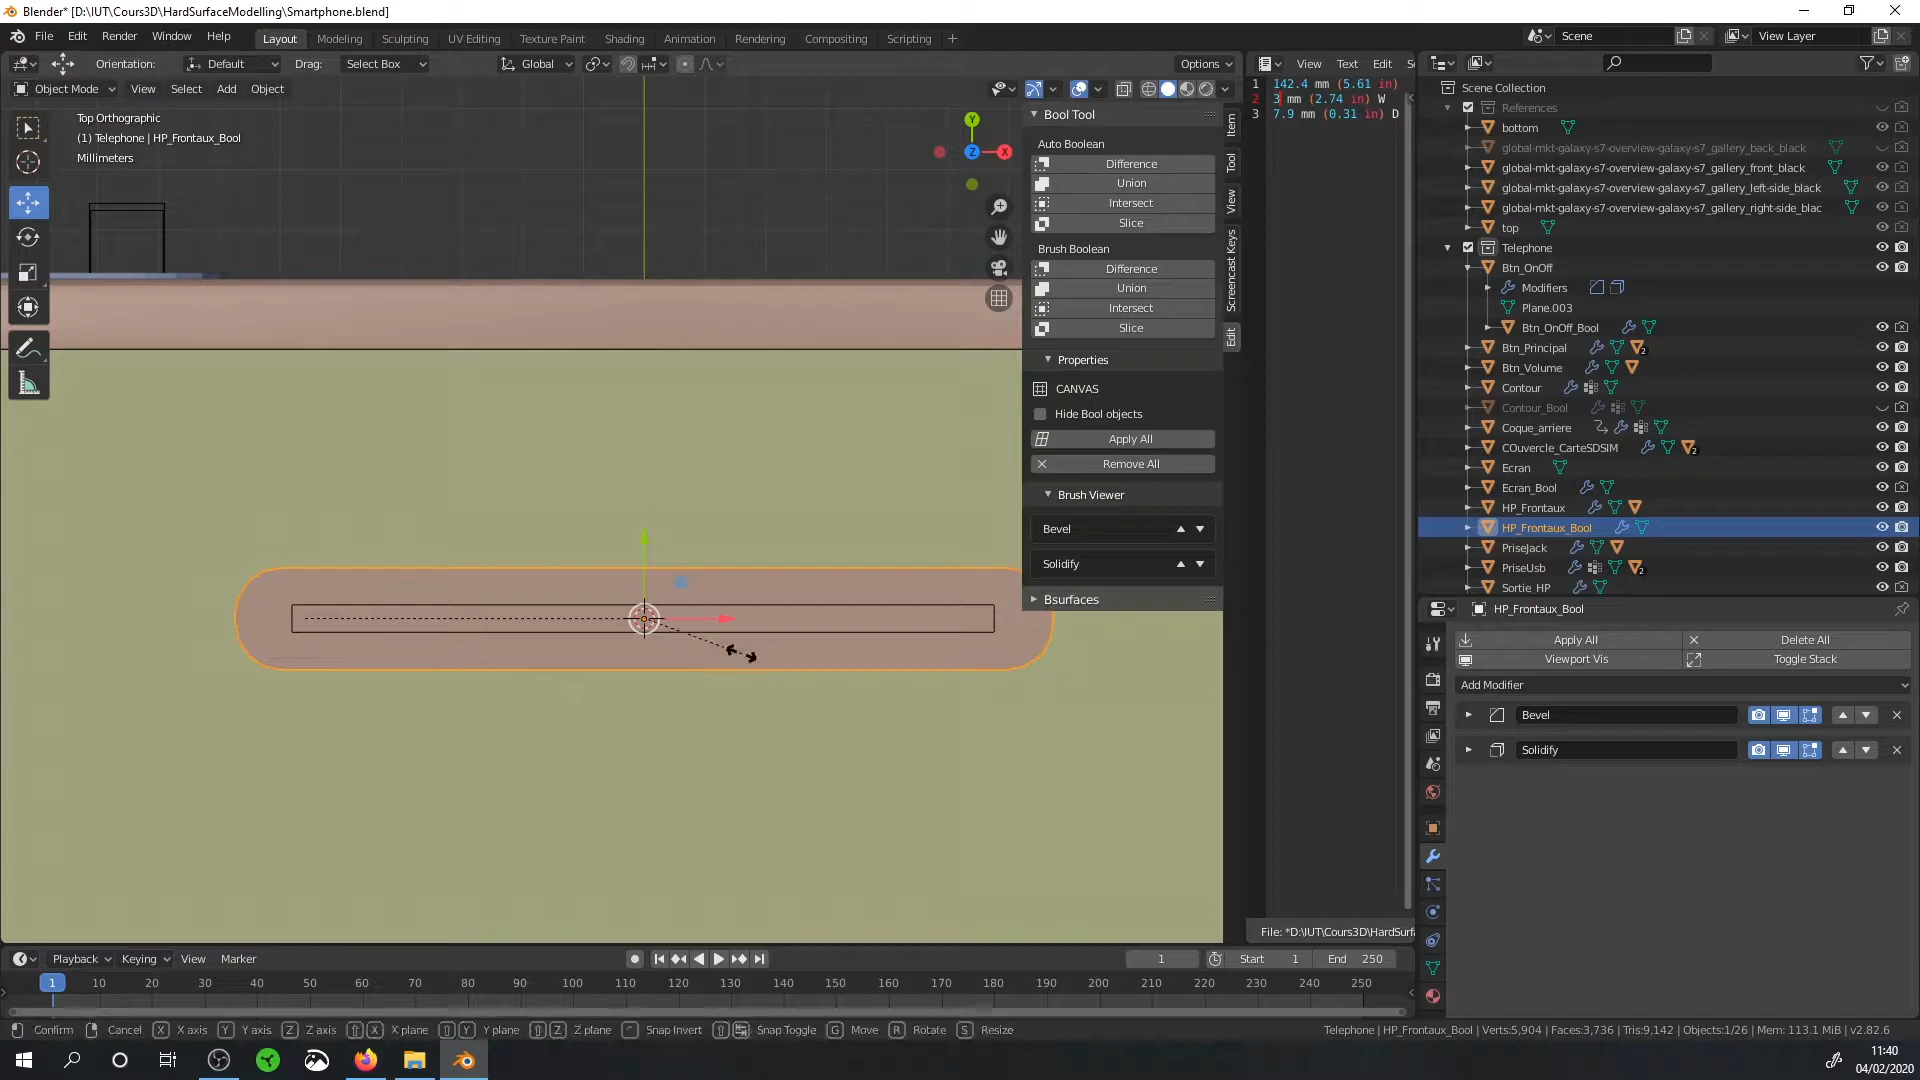 Blender* [D:\IUT\Cours3D\HardSurfaceModelling\Smartphone.blend]
File Edit Render Window Help
Layout Modeling Sculpting UV Editing Texture Paint Shading Animation Rendering Compositing Scripting +
Scene
View Layer
Orientation: Default Drag: Select Box
Global
Options
View Text Edit
Object Mode View Select Add Object
Top Orthographic
(1) Telephone | HP_Frontaux_Bool
Millimeters
Y
X
Z
Bool Tool
Auto Boolean
Difference
Union
Intersect
Slice
Brush Boolean
Difference
Union
Intersect
Slice
Properties
CANVAS
Hide Bool objects
Apply All
Remove All
Brush Viewer
Bevel
Solidify
Bsurfaces
Item
Tool
View
Screencast Keys
Edit
1 142.4 mm (5.61 in)
2 3 mm (2.74 in) W
3 7.9 mm (0.31 in) D
File: *D:\IUT\Cours3D\HardSurf
Scene Collection
References
bottom
global-mkt-galaxy-s7-overview-galaxy-s7_gallery_back_black
global-mkt-galaxy-s7-overview-galaxy-s7_gallery_front_black
global-mkt-galaxy-s7-overview-galaxy-s7_gallery_left-side_black
global-mkt-galaxy-s7-overview-galaxy-s7_gallery_right-side_blac
top
Telephone
Btn_OnOff
Modifiers
Plane.003
Btn_OnOff_Bool
Btn_Principal 2
Btn_Volume
Contour
Contour_Bool
Coque_arriere
COuvercle_CarteSDSIM 2
Ecran
Ecran_Bool
HP_Frontaux
HP_Frontaux_Bool
PriseJack
PriseUsb 2
Sortie_HP
HP_Frontaux_Bool
Apply All Delete All
Viewport Vis Toggle Stack
Add Modifier
Bevel
Solidify
Playback Keying View Marker
1 Start 1 End 250
1 10 20 30 40 50 60 70 80 90 100 110 120 130 140 150 160 170 180 190 200 210 220 230 240 250
Confirm Cancel X X axis Y Y axis Z Z axis X X plane Y Y plane Z Z plane Snap Invert Snap Toggle G Move R Rotate S Resize
Telephone | HP_Frontaux_Bool | Verts:5,904 | Faces:3,736 | Tris:9,142 | Objects:1/26 | Mem: 113.1 MiB | v2.82.6
11:40
04/02/2020